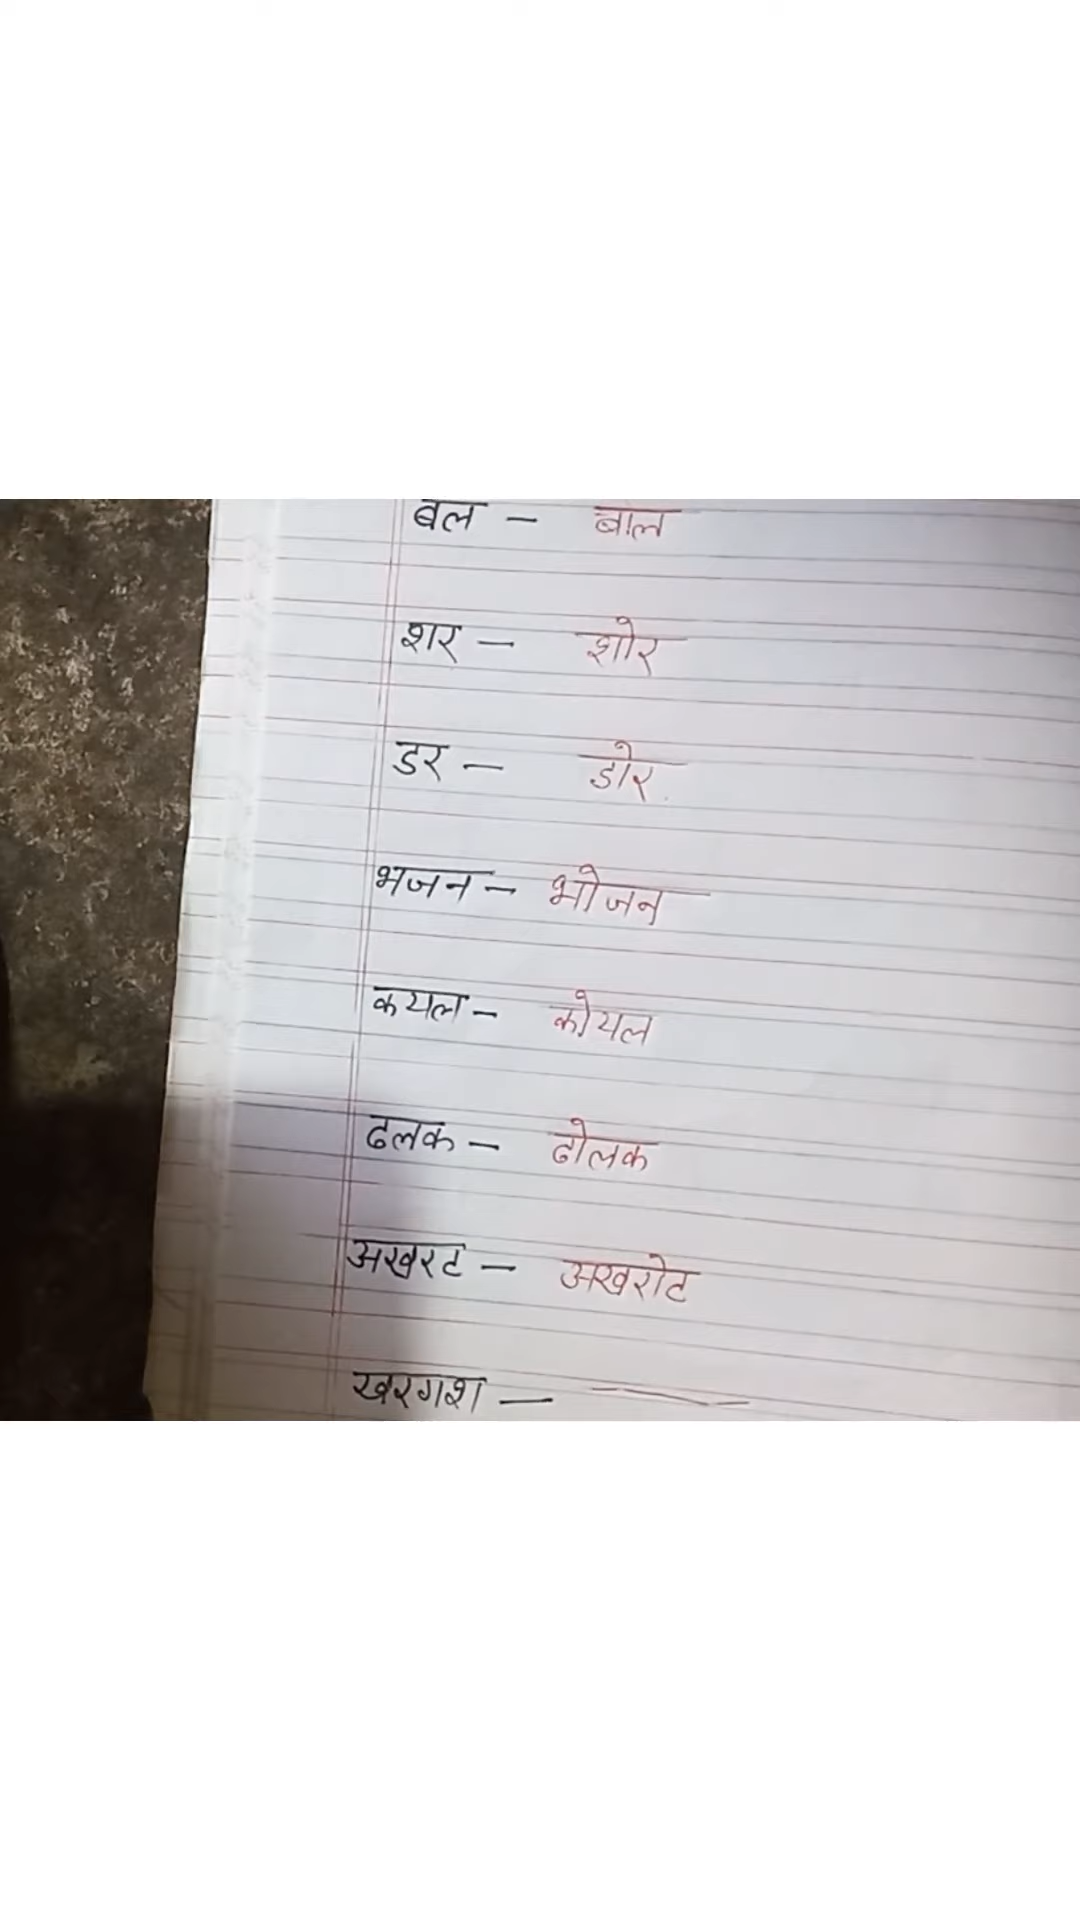 बल - बोल
शर - शोर
डर - डोर
भजन - भोजन
कयल - कोयल
ढलक - ढोलक
अखरट - अखरोट
खरगश -